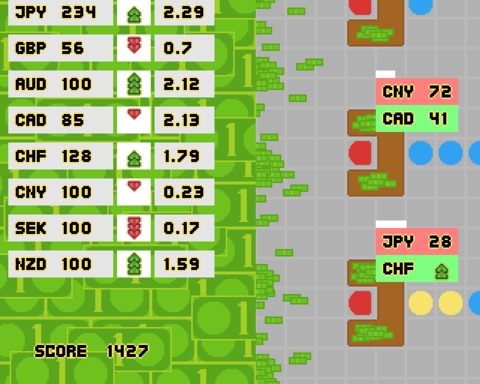 JPY 234 2.29
GBP 56 0.7
AUD 100 2.12
CAD 85 2.13
CHF 128 1.79
CNY 100 0.23
SEK 100 0.17
NZD 100 1.59
SCORE 1427
CNY 72
CAD 41
JPY 28
CHF